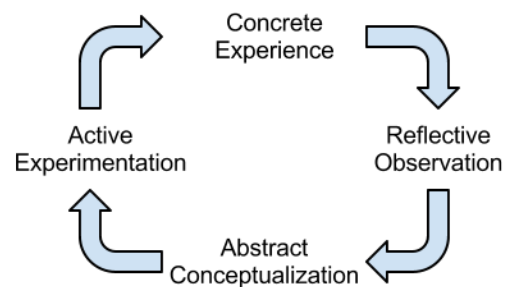 Concrete
Experience
Reflective
Observation
Abstract
Conceptualization
Active
Experimentation